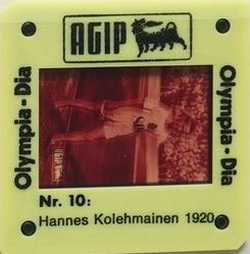 AGIP
Olympia-Dia
Olympia-Dia
Nr. 10:
Hannes Kolehmainen 1920